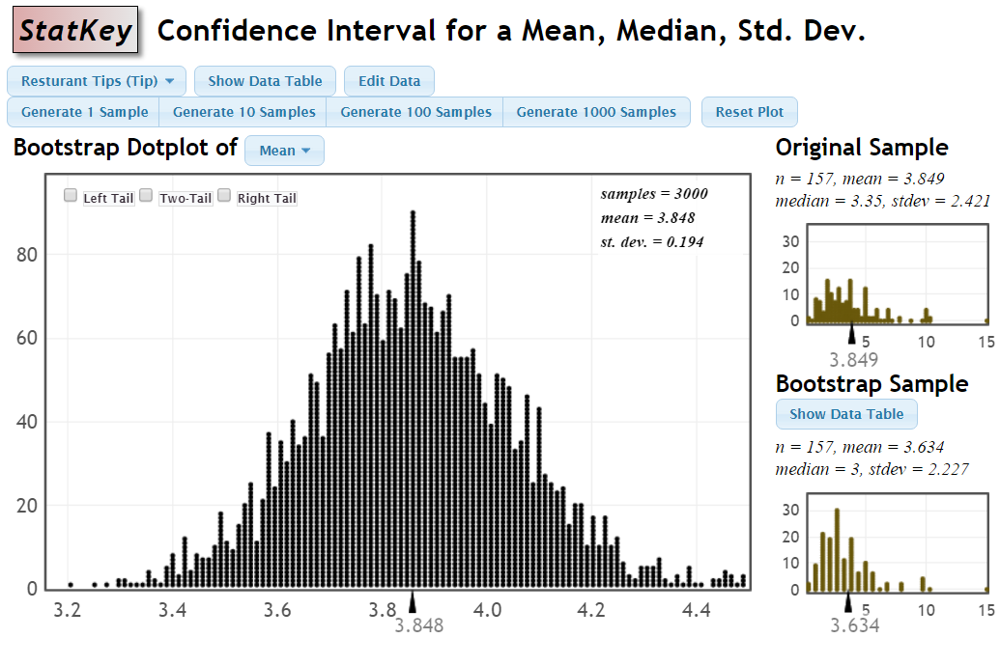 StatKey Confidence Interval for a Mean, Median, Std. Dev.
Resturant Tips (Tip) Show Data Table Edit Data
Generate 1 Sample Generate 10 Samples Generate 100 Samples Generate 1000 Samples Reset Plot
Bootstrap Dotplot of Mean
Left Tail Two-Tail Right Tail
samples = 3000
mean = 3.848
st. dev. = 0.194
80
60
40
20
0
3.2 3.4 3.6 3.8 4.0 4.2 4.4
3.848
Original Sample
n = 157, mean = 3.849
median = 3.35, stdev = 2.421
30
20
10
0
5 10 15
3.849
Bootstrap Sample
Show Data Table
n = 157, mean = 3.634
median = 3, stdev = 2.227
30
20
10
0
5 10 15
3.634